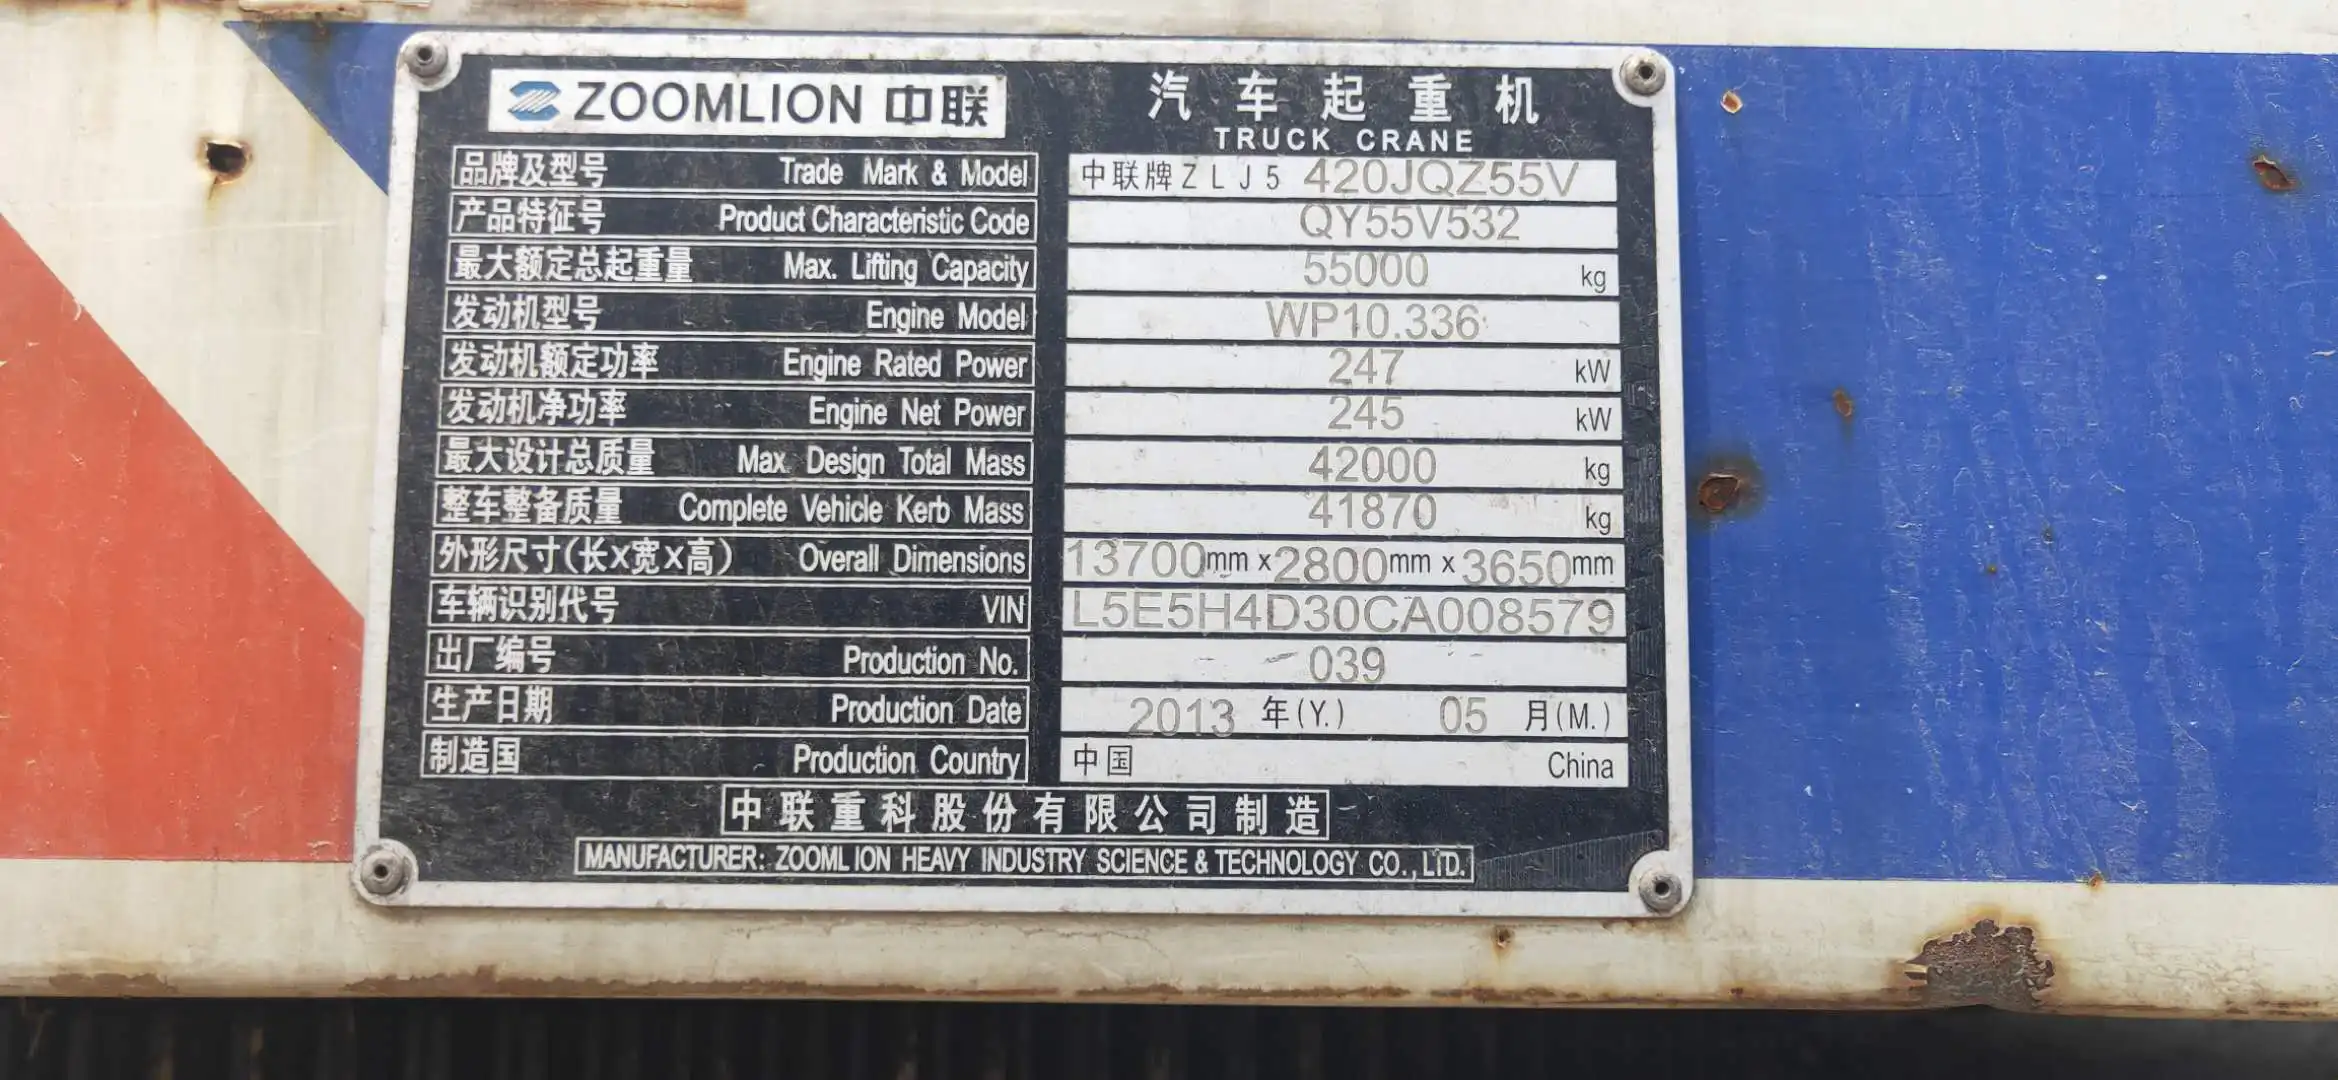 ZOOMLION 中联
汽车起重机
TRUCK CRANE
品牌及型号 Trade Mark & Model 中联牌ZLJ5 420JQZ55V
产品特征号 Product Characteristic Code QY55V532
最大额定总起重量 Max. Lifting Capacity 55000 kg
发动机型号 Engine Model WP10.336
发动机额定功率 Engine Rated Power 247 kW
发动机净功率 Engine Net Power 245 kW
最大设计总质量 Max. Design Total Mass 42000 kg
整车整备质量 Complete Vehicle Kerb Mass 41870 kg
外形尺寸(长X宽X高) Overall Dimensions 13700mm x 2800mm x 3650mm
车辆识别代号 VIN L5E5H4D30CA008579
出厂编号 Production No. 039
生产日期 Production Date 2013 年(Y.) 05 月(M.)
制造国 Production Country 中国 China
中联重科股份有限公司制造
MANUFACTURER: ZOOMLION HEAVY INDUSTRY SCIENCE & TECHNOLOGY CO., LTD.